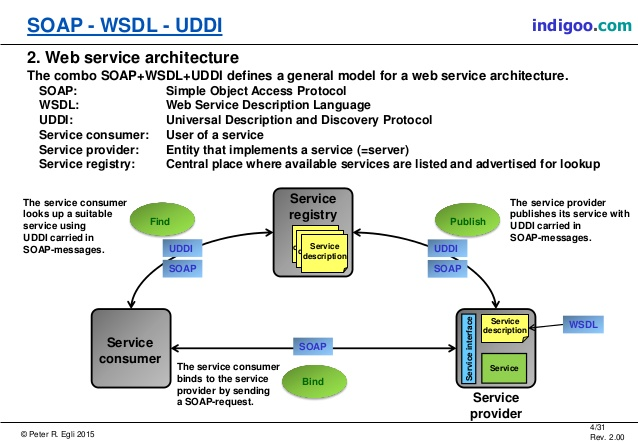 SOAP - WSDL - UDDI
indigoo.com
2. Web service architecture
The combo SOAP+WSDL+UDDI defines a general model for a web service architecture.
SOAP: Simple Object Access Protocol
WSDL: Web Service Description Language
UDDI: Universal Description and Discovery Protocol
Service consumer: User of a service
Service provider: Entity that implements a service (=server)
Service registry: Central place where available services are listed and advertised for lookup
The service consumer
looks up a suitable
service using
UDDI carried in
SOAP-messages.
Find
UDDI
SOAP
Service
registry
Service
description
Publish
UDDI
SOAP
The service provider
publishes its service with
UDDI carried in
SOAP-messages.
Service
consumer
SOAP
The service consumer
binds to the service
provider by sending
a SOAP-request.
Bind
Service interface
Service
description
Service
WSDL
Service
provider
© Peter R. Egli 2015
4/31
Rev. 2.00